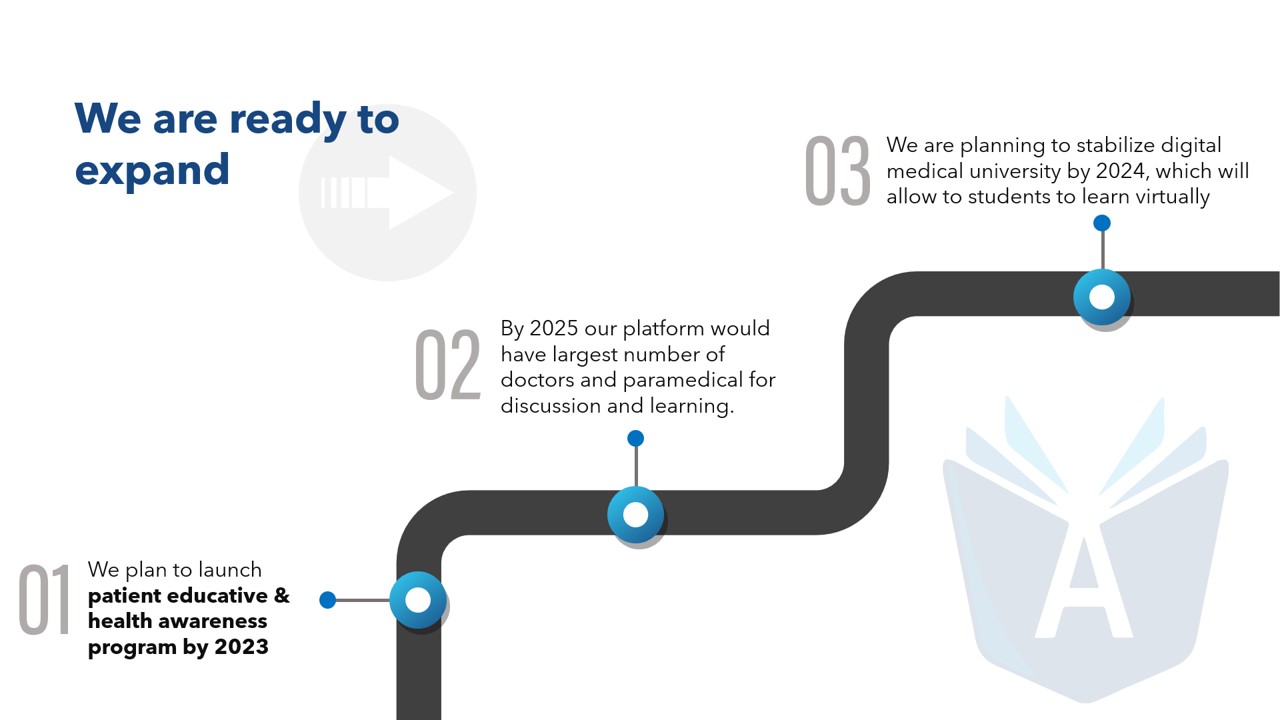 We are ready to
expand
01
We plan to launch
patient educative &
health awareness
program by 2023
02
By 2025 our platform would
have largest number of
doctors and paramedical for
discussion and learning.
03
We are planning to stabilize digital
medical university by 2024, which will
allow to students to learn virtually
A